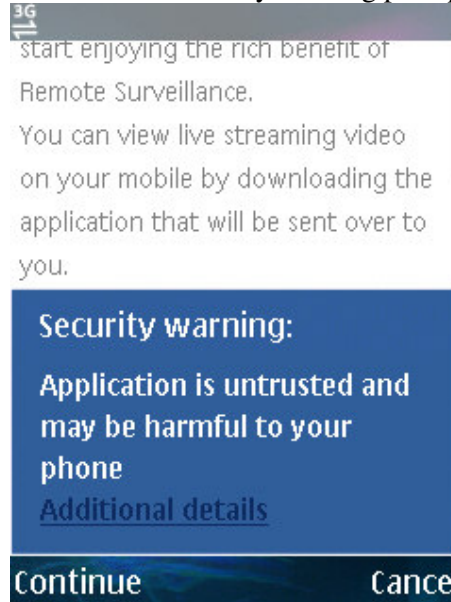 3G
start enjoying the rich benefit of
Remote Surveillance.
You can view live streaming video
on your mobile by downloading the
application that will be sent over to
you.
Security warning:
Application is untrusted and
may be harmful to your
phone
Additional details
Continue Cance